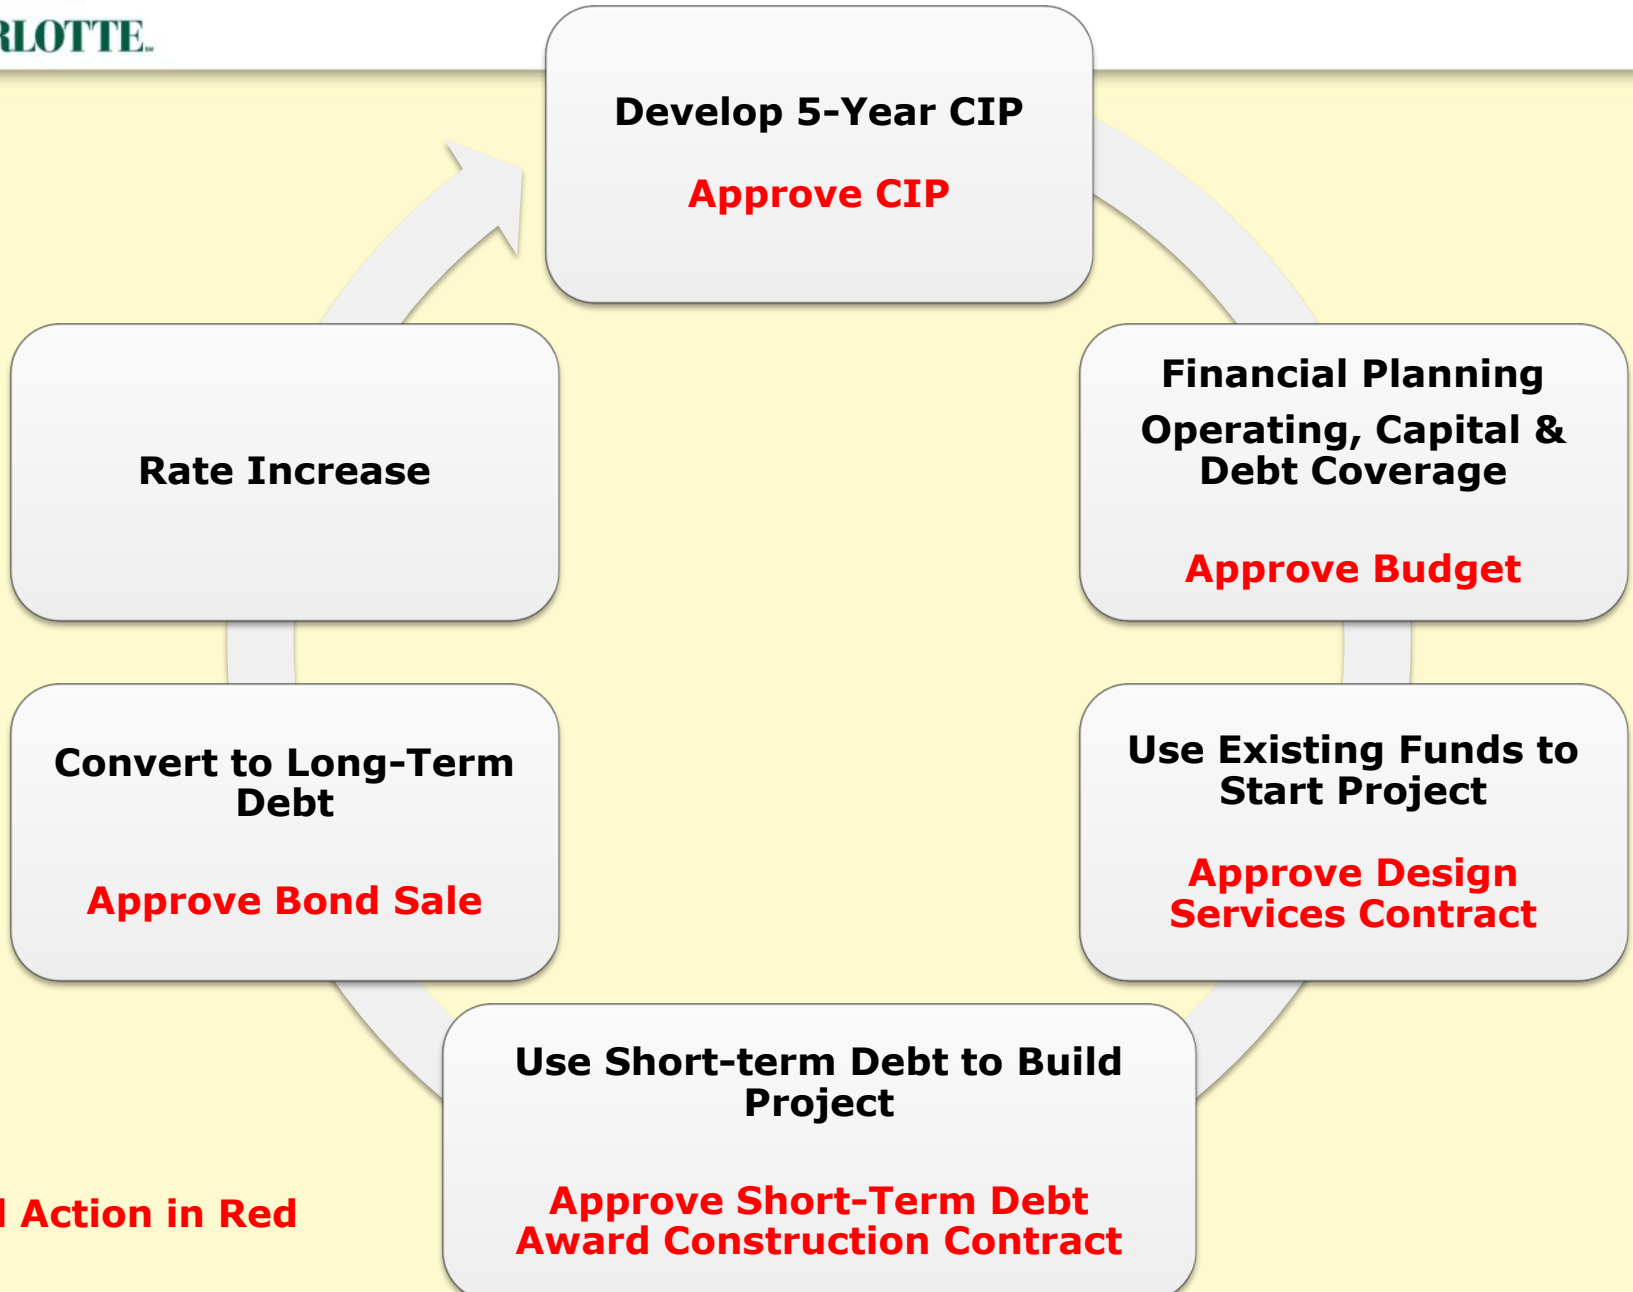 RLOTTE
Develop 5-Year CIP
Approve CIP
Financial Planning
Operating, Capital &
Debt Coverage
Approve Budget
Use Existing Funds to
Start Project
Approve Design
Services Contract
Use Short-term Debt to Build
Project
Approve Short-Term Debt
Award Construction Contract
Convert to Long-Term
Debt
Approve Bond Sale
Rate Increase
Action in Red